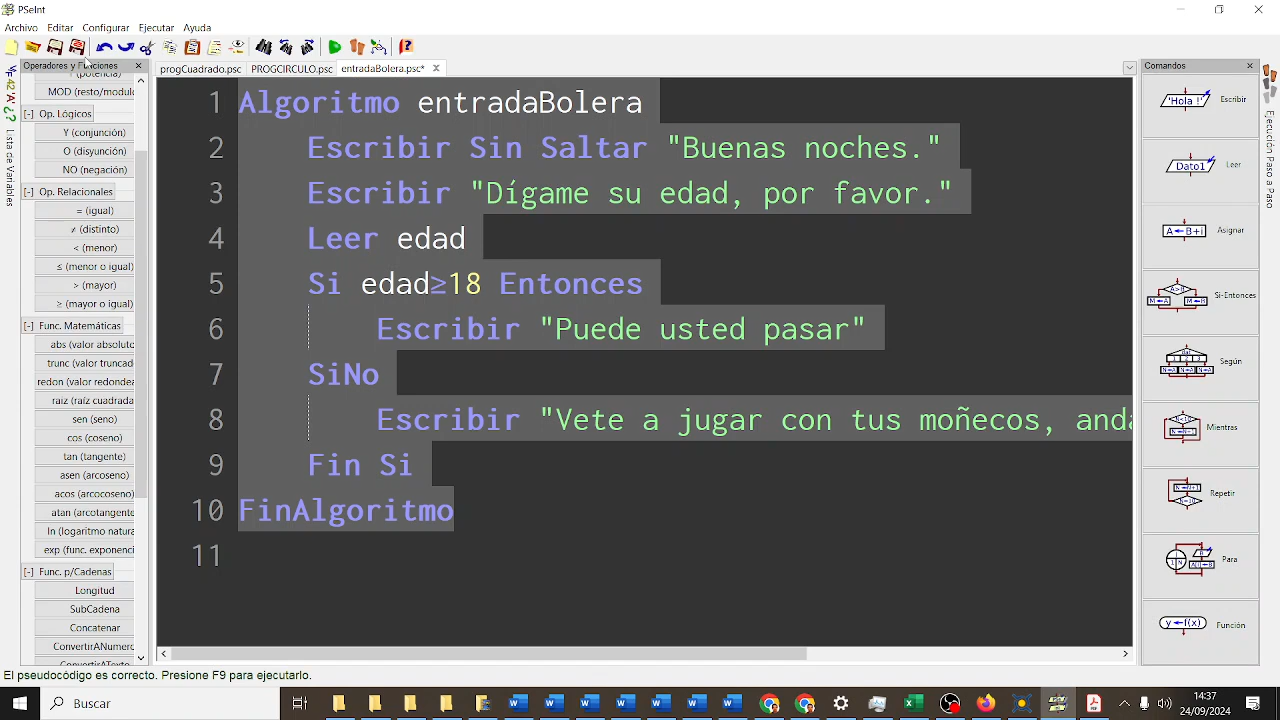 PSeInt
Archivo Editar Configurar Ejecutar Ayuda
Operadores y Funciones
progCuadrado.psc PROGCIRCULO.psc entradaBolera.psc*
Comandos
MOD (resto/modu
[-] Op. Lógicos
Y (conjunción)
O (disyunción)
NO (negación)
[-] Op. Relacionales
= (igual)
≠ (distinto)
< (menor)
≤ (menor o igual)
> (mayor)
≥ (mayor o igual)
[-] Func. Matemáticas
abs (valor absoluto
trunc (valor truncad
redon (valor redond
raiz (raíz cuadrada)
sen (seno)
cos (coseno)
tan (tangente)
asen (arcoseno)
acos (arcocoseno)
atan (arcotangente)
ln (logaritmo natura
exp (func. exponen
[-] Func. p/Cadenas
Longitud
SubCadena
Concatenar
ConvertirANumero
Lista de Variables
1 Algoritmo entradaBolera
2 Escribir Sin Saltar "Buenas noches."
3 Escribir "Dígame su edad, por favor."
4 Leer edad
5 Si edad≥18 Entonces
6 Escribir "Puede usted pasar"
7 SiNo
8 Escribir "Vete a jugar con tus moñecos, anda
9 Fin Si
10 FinAlgoritmo
11
'Hola !'
Escribir
Dato1
Leer
A←B+i
Asignar
Si-Entonces
Según
Mientras
Repetir
Para
y←f(x)
Función
Ejecución Paso a Paso
El pseudocódigo es correcto. Presione F9 para ejecutarlo.
Buscar
14:37
24/09/2024